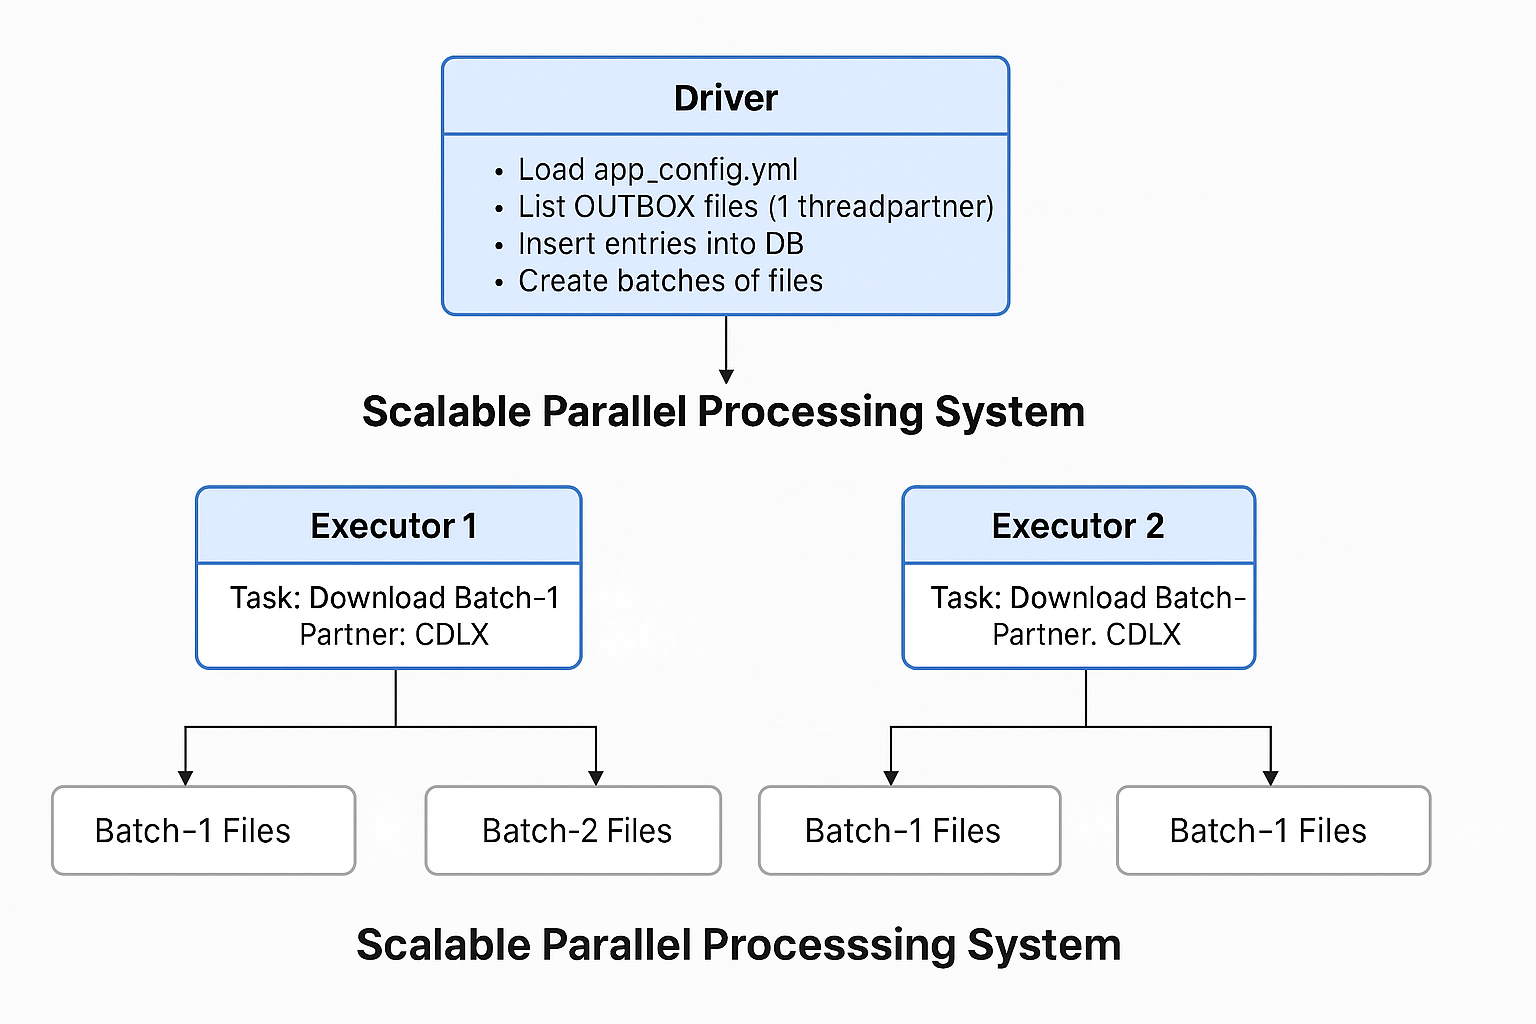 Driver
• Load app_config.yml
• List OUTBOX files (1 threadpartner)
• Insert entries into DB
• Create batches of files
Scalable Parallel Processing System
Executor 1
Task: Download Batch-1
Partner: CDLX
Executor 2
Task: Download Batch-
Partner. CDLX
Batch-1 Files
Batch-2 Files
Batch-1 Files
Batch-1 Files
Scalable Parallel Processsing System